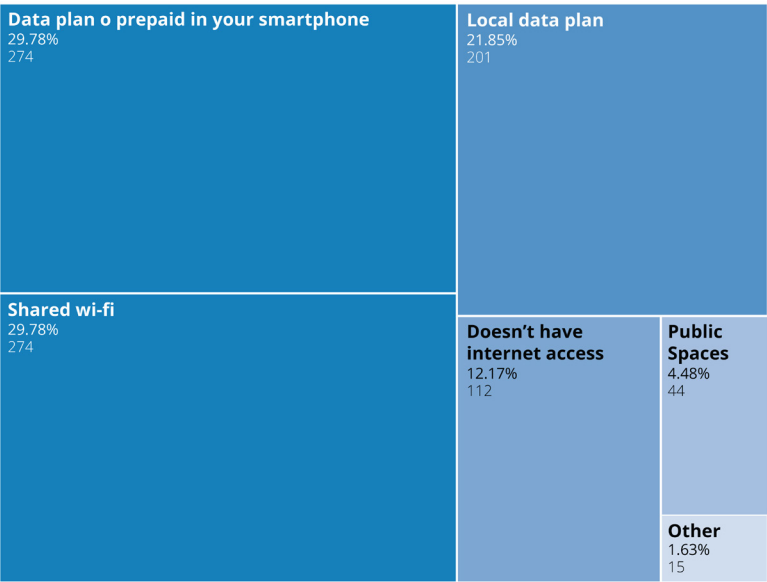 Data plan o prepaid in your smartphone
29.78%
274
Local data plan
21.85%
201
Shared wi-fi
29.78%
274
Doesn’t have
internet access
12.17%
112
Public
Spaces
4.48%
44
Other
1.63%
15